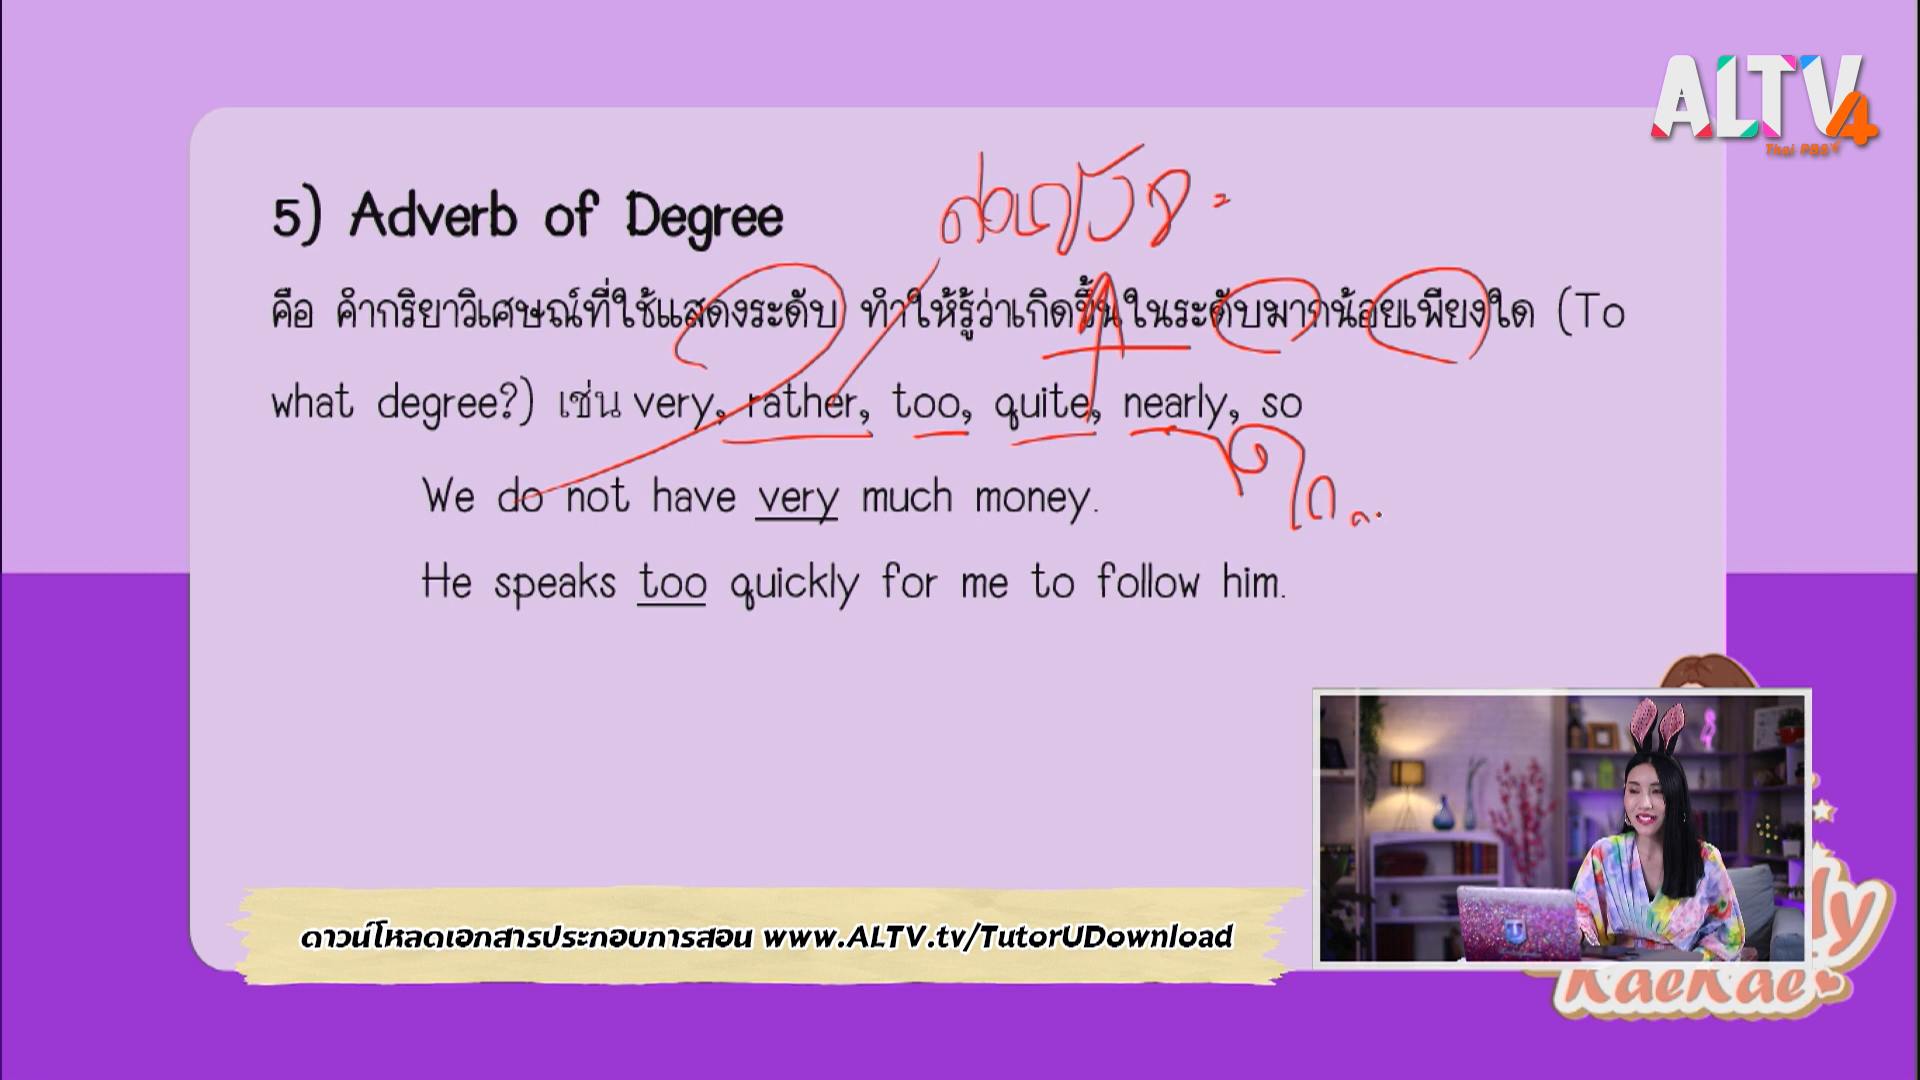 ALTV4
Thai PBS
5) Adverb of Degree
คือ คำกริยาวิเศษณ์ที่ใช้แสดงระดับ ทำให้รู้ว่าเกิดขึ้นในระดับมากน้อยเพียงใด (To
what degree?) เช่น very, rather, too, quite, nearly, so
We do not have very much money.
He speaks too quickly for me to follow him.
ดาวน์โหลดเอกสารประกอบการสอน www.ALTV.tv/TutorUDownload
KaeKae